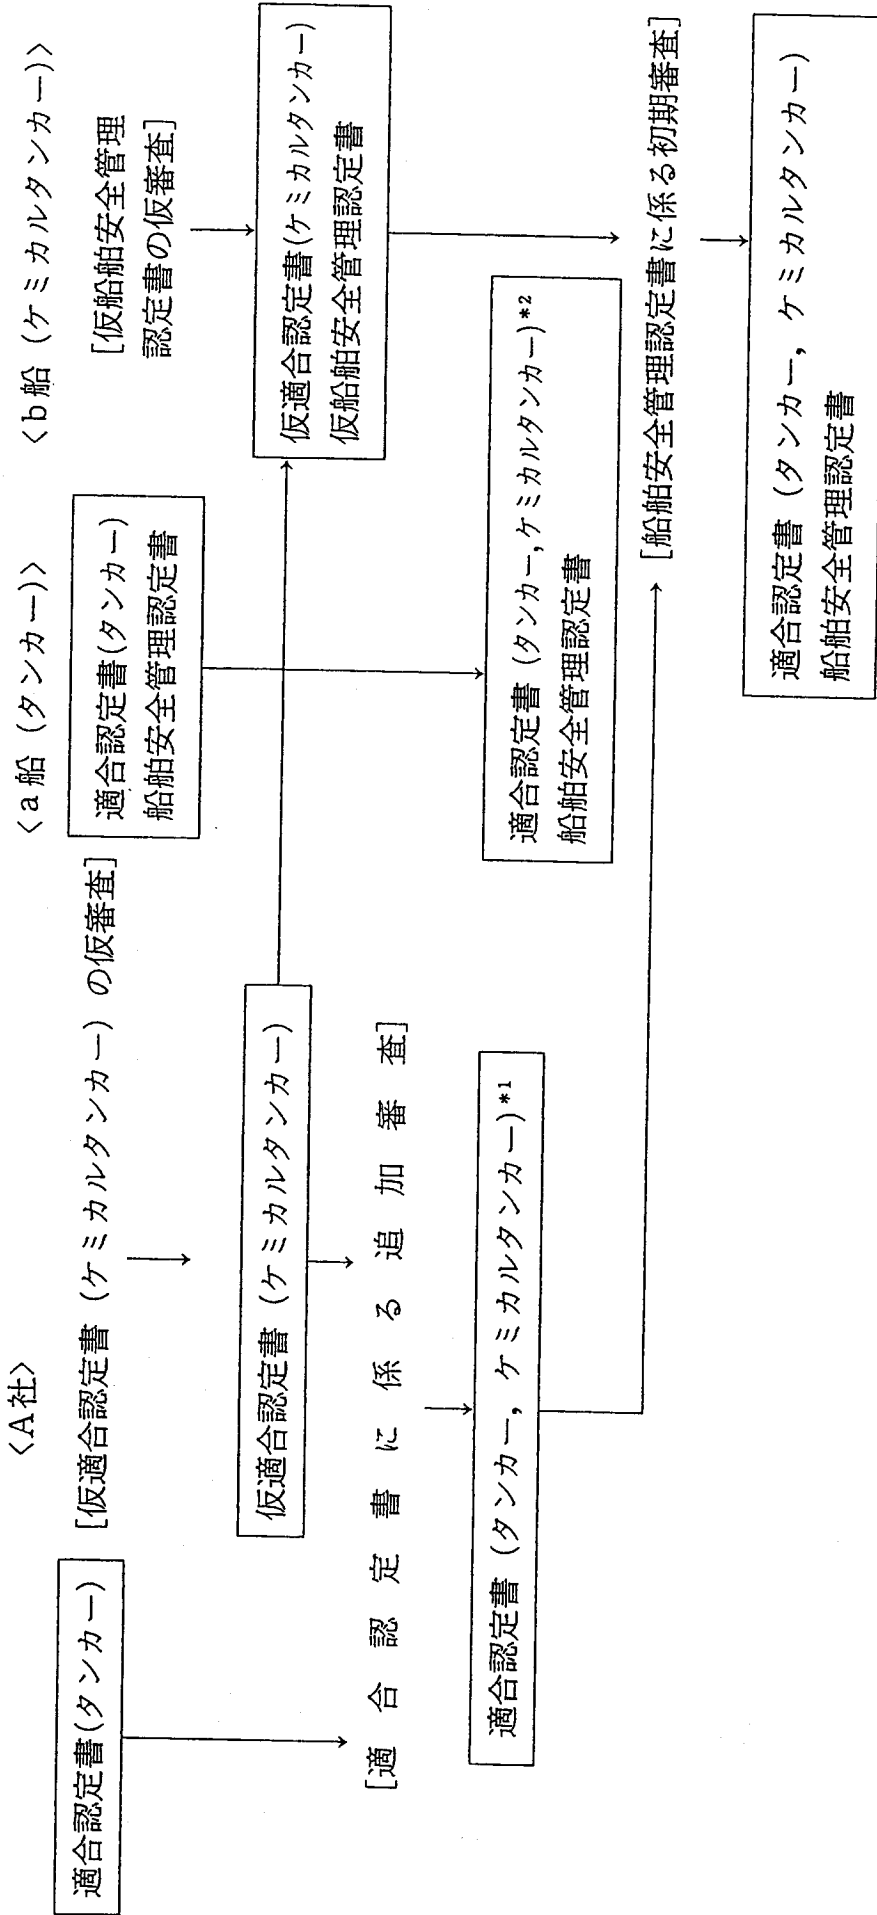 <A社>
<a船 (タンカー)>
<b船 (ケミカルタンカー)>
適合認定書(タンカー)
[仮適合認定書 (ケミカルタンカー) の仮審査]
適合認定書(タンカー)
船舶安全管理認定書
[仮船舶安全管理
認定書の仮審査]
仮適合認定書 (ケミカルタンカー)
仮適合認定書(ケミカルタンカー)
仮船舶安全管理認定書
[適合認定書に係る追加審査]
適合認定書 (タンカー, ケミカルタンカー)*1
適合認定書 (タンカー, ケミカルタンカー)*2
船舶安全管理認定書
[船舶安全管理認定書に係る初期審査]
適合認定書 (タンカー, ケミカルタンカー)
船舶安全管理認定書